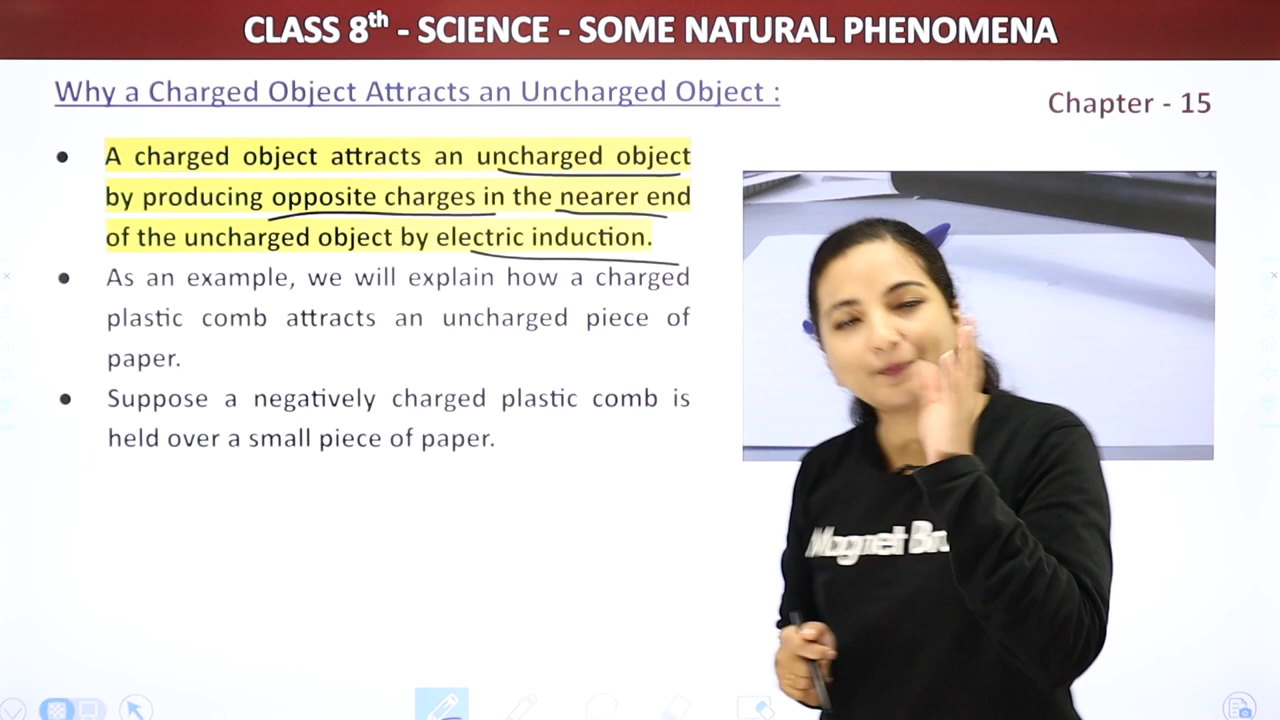 CLASS 8th - SCIENCE - SOME NATURAL PHENOMENA
Why a Charged Object Attracts an Uncharged Object :
Chapter - 15
• A charged object attracts an uncharged object
by producing opposite charges in the nearer end
of the uncharged object by electric induction.
• As an example, we will explain how a charged
plastic comb attracts an uncharged piece of
paper.
• Suppose a negatively charged plastic comb is
held over a small piece of paper.
Magnet